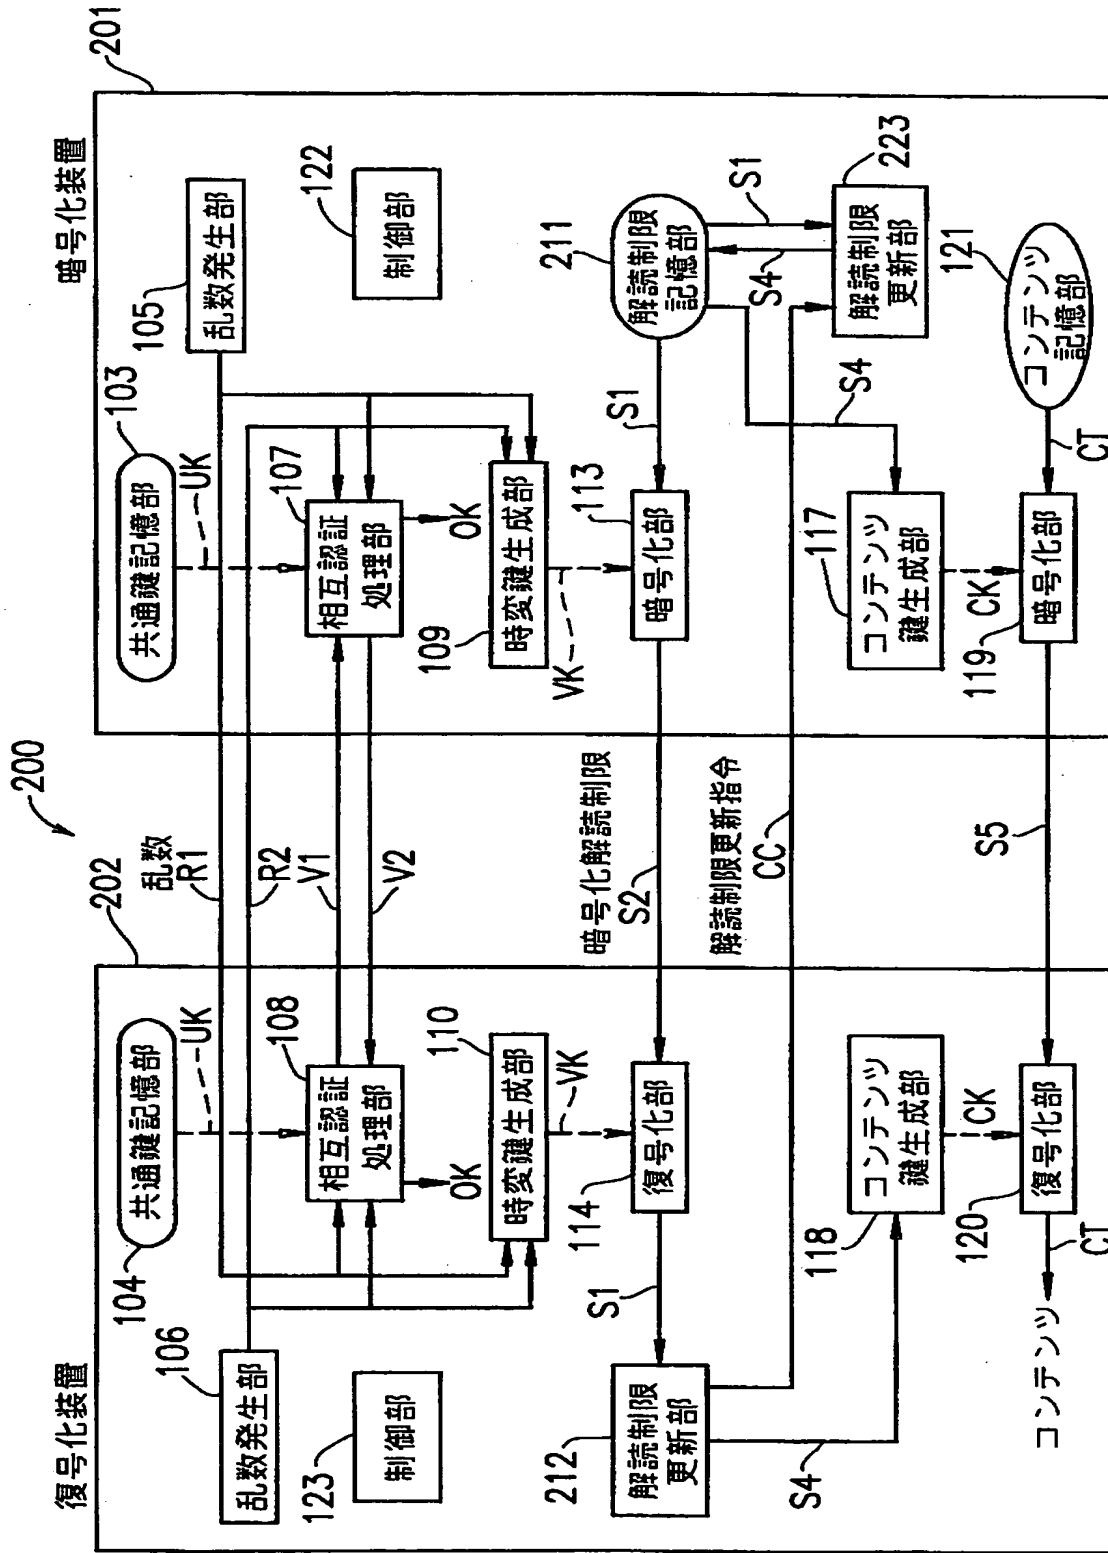 200
復号化装置
202
暗号化装置
201
共通鍵記憶部
104
UK
乱数
R1
R2
V1
V2
共通鍵記憶部
103
UK
乱数発生部
105
乱数発生部
106
相互認証
処理部
108
OK
相互認証
処理部
107
OK
制御部
122
制御部
123
時変鍵生成部
110
VK
時変鍵生成部
109
VK
復号化部
114
暗号化解読制限
S2
暗号化部
113
S1
解読制限
記憶部
211
S1
S4
S1
解読制限
更新部
212
解読制限更新指令
CC
解読制限
更新部
223
S4
S4
コンテンツ
鍵生成部
118
CK
コンテンツ
鍵生成部
117
CK
コンテンツ
CT
復号化部
120
S5
暗号化部
119
CT
コンテンツ
記憶部
121